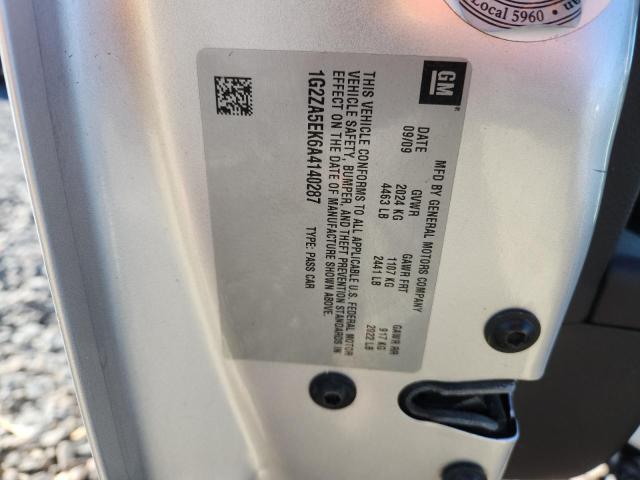 Local 5960
GM
MFD BY GENERAL MOTORS COMPANY
DATE GVWR GAWR FRT GAWR RR
09/09 2024 KG 1107 KG 917 KG
4463 LB 2441 LB 2022 LB
THIS VEHICLE CONFORMS TO ALL APPLICABLE U.S. FEDERAL MOTOR
VEHICLE SAFETY, BUMPER, AND THEFT PREVENTION STANDARDS IN
EFFECT ON THE DATE OF MANUFACTURE SHOWN ABOVE.
1G2ZA5EK6A4140287 TYPE: PASS CAR